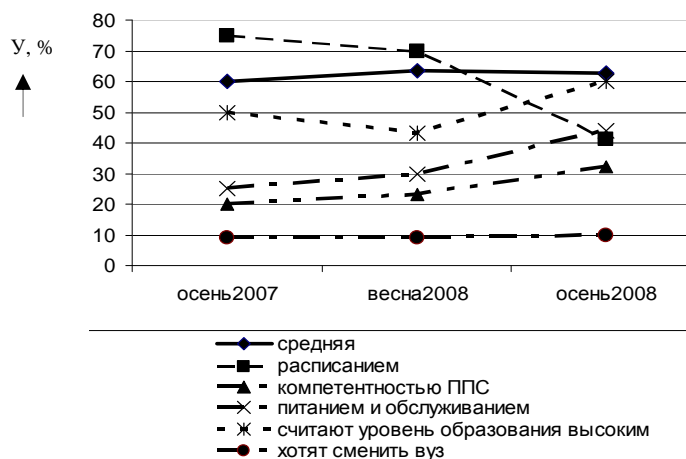 У, %
80
70
60
50
40
30
20
10
0
осень2007 весна2008 осень2008
средняя
расписанием
компетентностью ППС
питанием и обслуживанием
считают уровень образования высоким
хотят сменить вуз